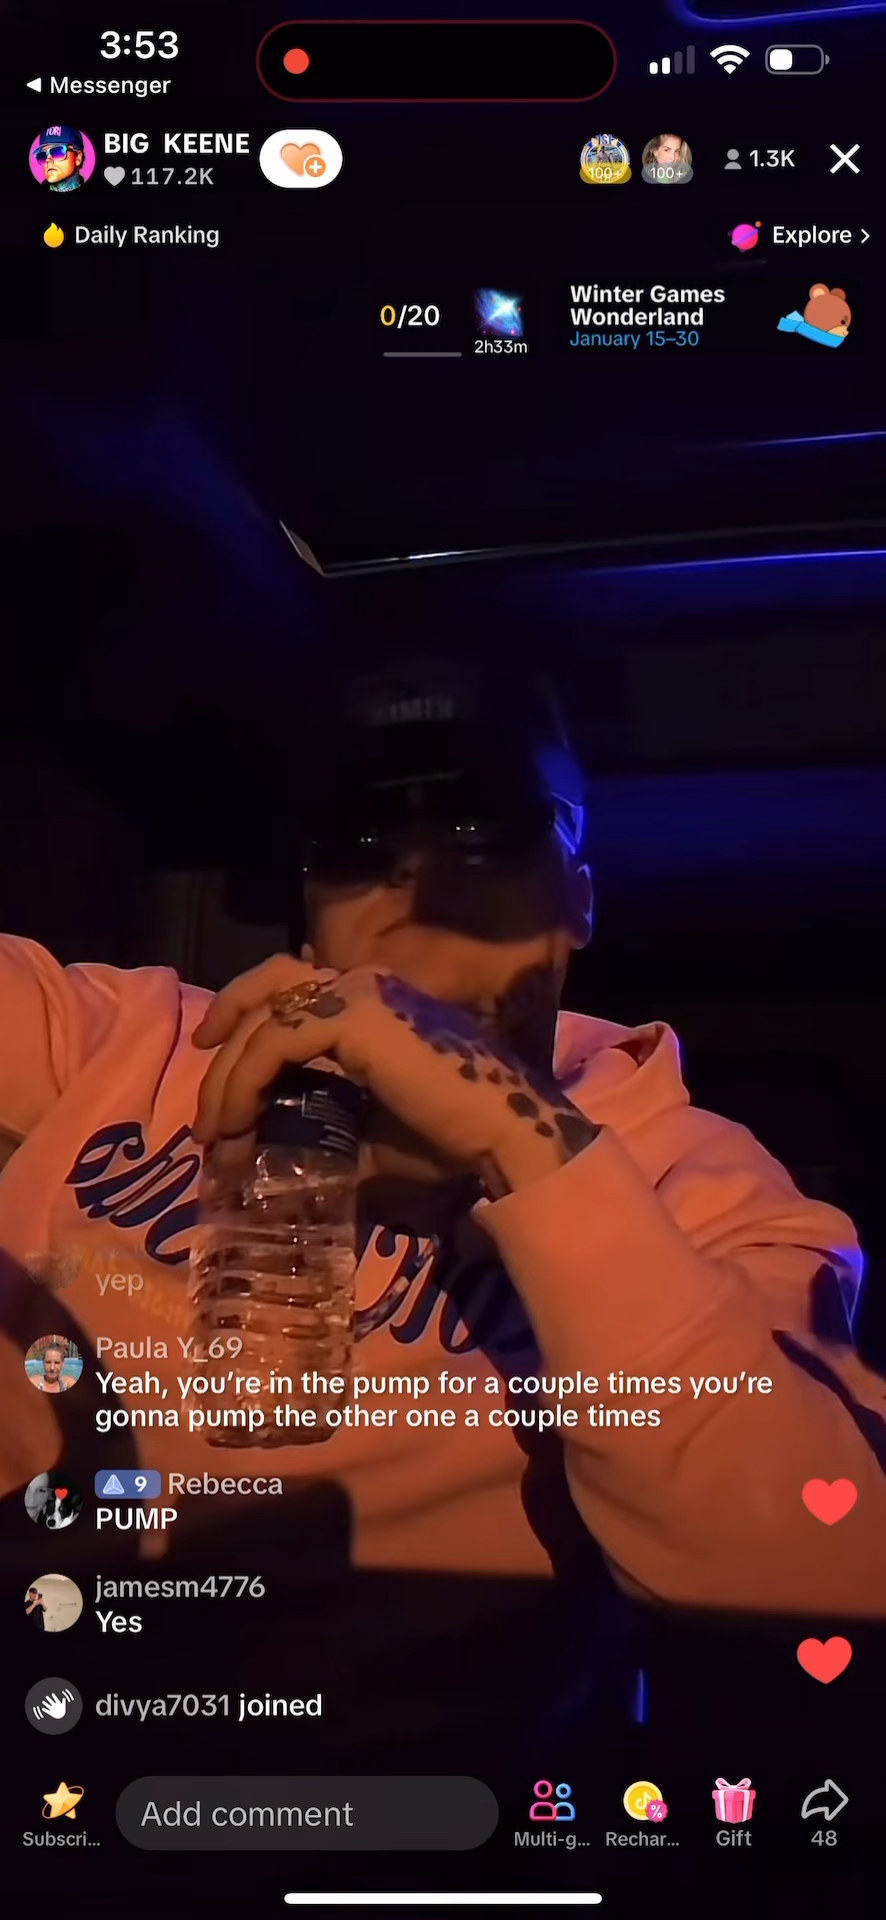 3:53
◀ Messenger
BIG KEENE
117.2K
100+
100+
1.3K
Daily Ranking
Explore >
0/20
2h33m
Winter Games
Wonderland
January 15–30
yep
Paula Y_69
Yeah, you’re in the pump for a couple times you’re
gonna pump the other one a couple times
9 Rebecca
PUMP
jamesm4776
Yes
divya7031 joined
Add comment
Subscri...
Multi-g...
Rechar...
Gift
48